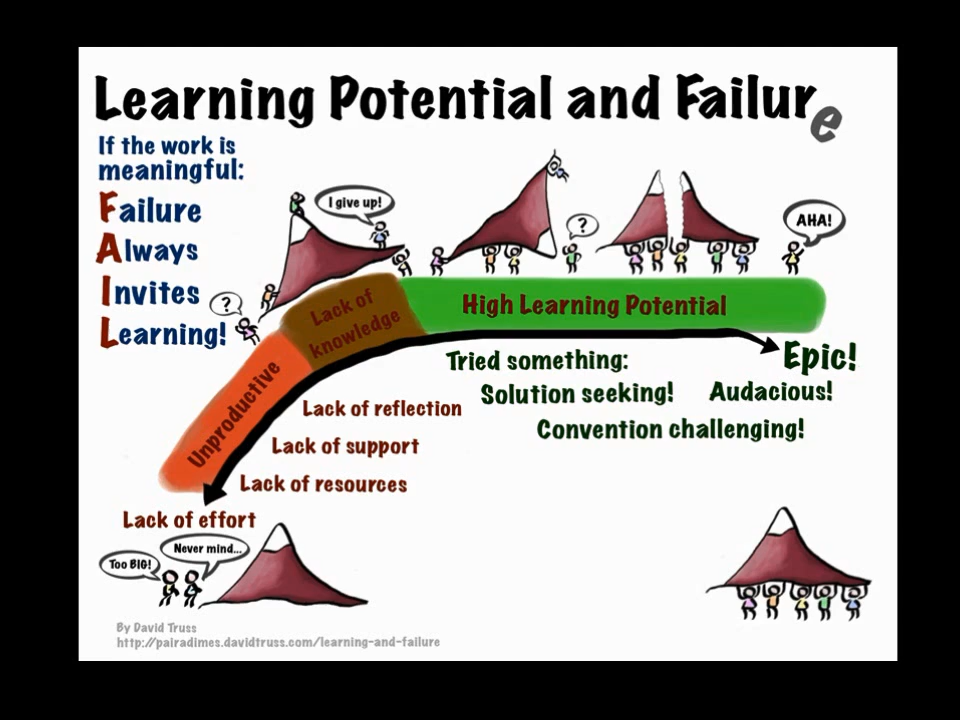 Learning Potential and Failure
If the work is
meaningful:
Failure
Always
Invites
Learning!
I give up!
?
?
AHA!
Lack of
knowledge
High Learning Potential
Unproductive
Tried something:
Epic!
Solution seeking!
Audacious!
Convention challenging!
Lack of reflection
Lack of support
Lack of resources
Lack of effort
Too BIG!
Never mind...
By David Truss
http://pairadimes.davidtruss.com/learning-and-failure